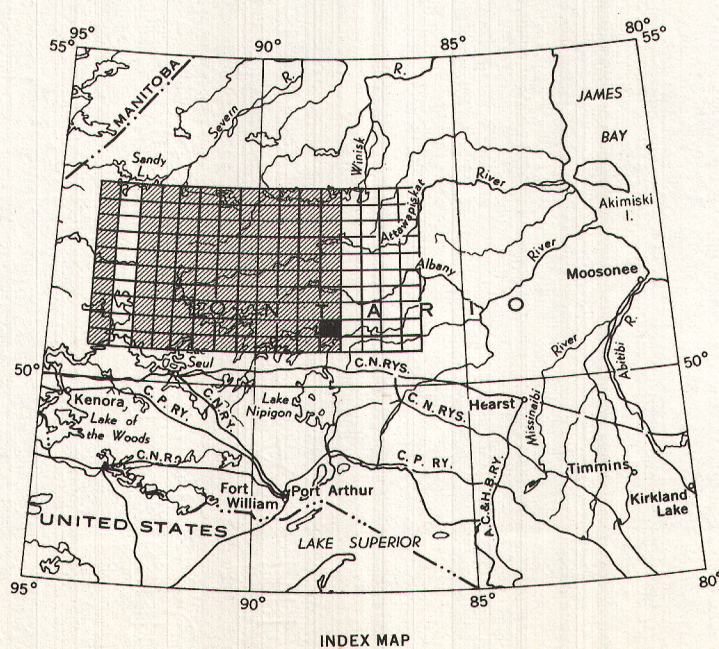 95°
90°
85°
80°
55°
55°
MANITOBA
Severn
R.
R.
JAMES
BAY
Sandy
L.
Winisk
River
Attawapiskat
Akimiski
I.
River
Albany
Moosonee
ONTARIO
River
Abitibi
R.
50°
50°
Seul
C.N.RYS.
Kenora
C.P.RY.
C.N.RY.
Lake
Nipigon
C.N.RYS.
Hearst
Missinaibi
Lake of
the Woods
C.N.R.
C. P. RY.
Timmins
Fort
William
Port Arthur
A.C.&H.B.RY.
Kirkland
Lake
UNITED STATES
LAKE SUPERIOR
95°
90°
85°
80°
INDEX MAP